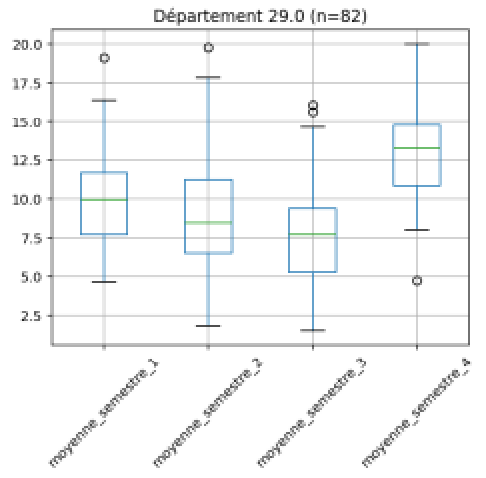 Département 29.0 (n=82)
20.0
17.5
15.0
12.5
10.0
7.5
5.0
2.5
moyenne_semestre_1
moyenne_semestre_2
moyenne_semestre_3
moyenne_semestre_4